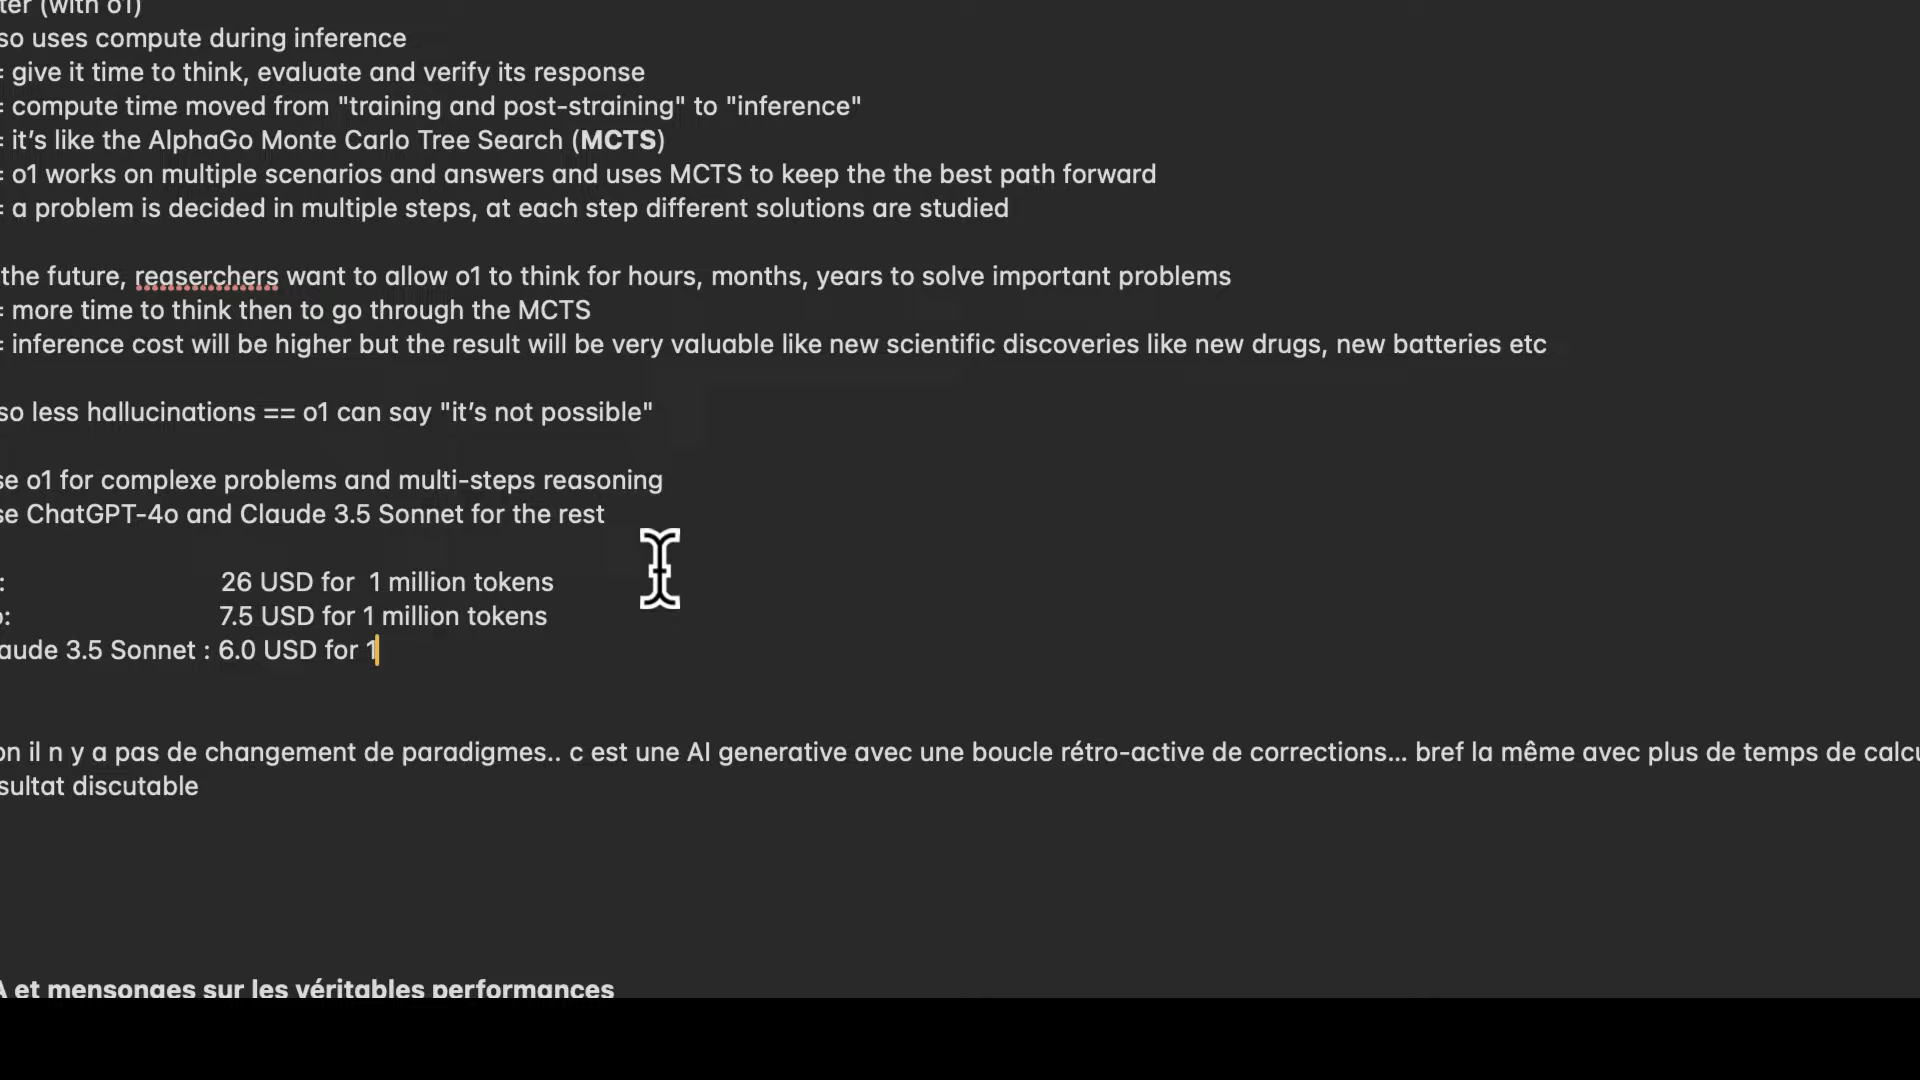 ter (with o1)
so uses compute during inference
= give it time to think, evaluate and verify its response
= compute time moved from "training and post-straining" to "inference"
= it's like the AlphaGo Monte Carlo Tree Search (MCTS)
= o1 works on multiple scenarios and answers and uses MCTS to keep the the best path forward
= a problem is decided in multiple steps, at each step different solutions are studied
the future, reaserchers want to allow o1 to think for hours, months, years to solve important problems
= more time to think then to go through the MCTS
= inference cost will be higher but the result will be very valuable like new scientific discoveries like new drugs, new batteries etc
so less hallucinations == o1 can say "it's not possible"
se o1 for complexe problems and multi-steps reasoning
se ChatGPT-4o and Claude 3.5 Sonnet for the rest
: 26 USD for 1 million tokens
o: 7.5 USD for 1 million tokens
aude 3.5 Sonnet : 6.0 USD for 1
on il n y a pas de changement de paradigmes.. c est une AI generative avec une boucle rétro-active de corrections... bref la même avec plus de temps de calcu
sultat discutable
A et mensonges sur les véritables performances